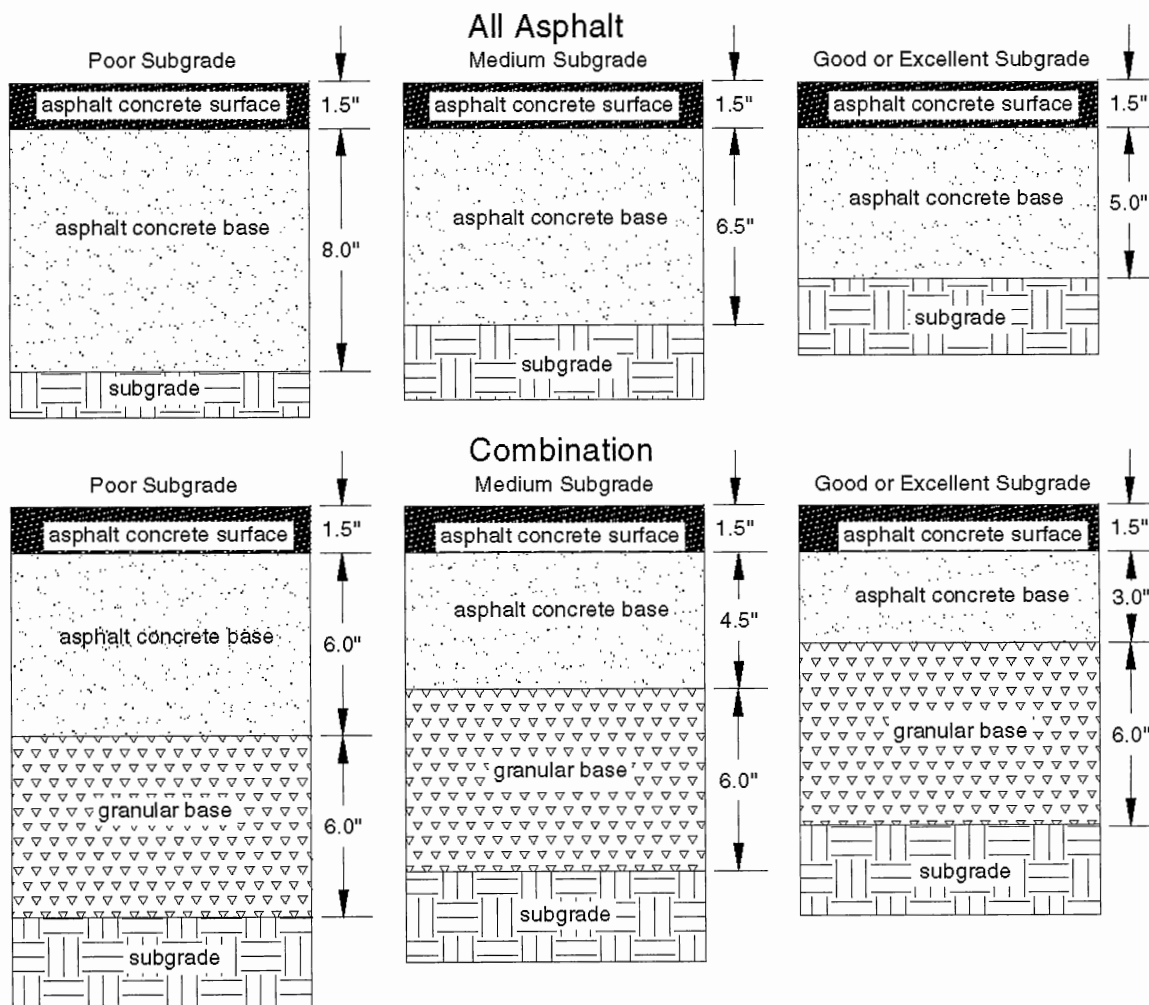 All Asphalt
Poor Subgrade
Medium Subgrade
Good or Excellent Subgrade
asphalt concrete surface
1.5"
asphalt concrete surface
1.5"
asphalt concrete surface
1.5"
asphalt concrete base
8.0"
asphalt concrete base
6.5"
asphalt concrete base
5.0"
subgrade
subgrade
subgrade
Combination
Poor Subgrade
Medium Subgrade
Good or Excellent Subgrade
asphalt concrete surface
1.5"
asphalt concrete surface
1.5"
asphalt concrete surface
1.5"
asphalt concrete base
6.0"
asphalt concrete base
4.5"
asphalt concrete base
3.0"
granular base
6.0"
granular base
6.0"
granular base
6.0"
subgrade
subgrade
subgrade